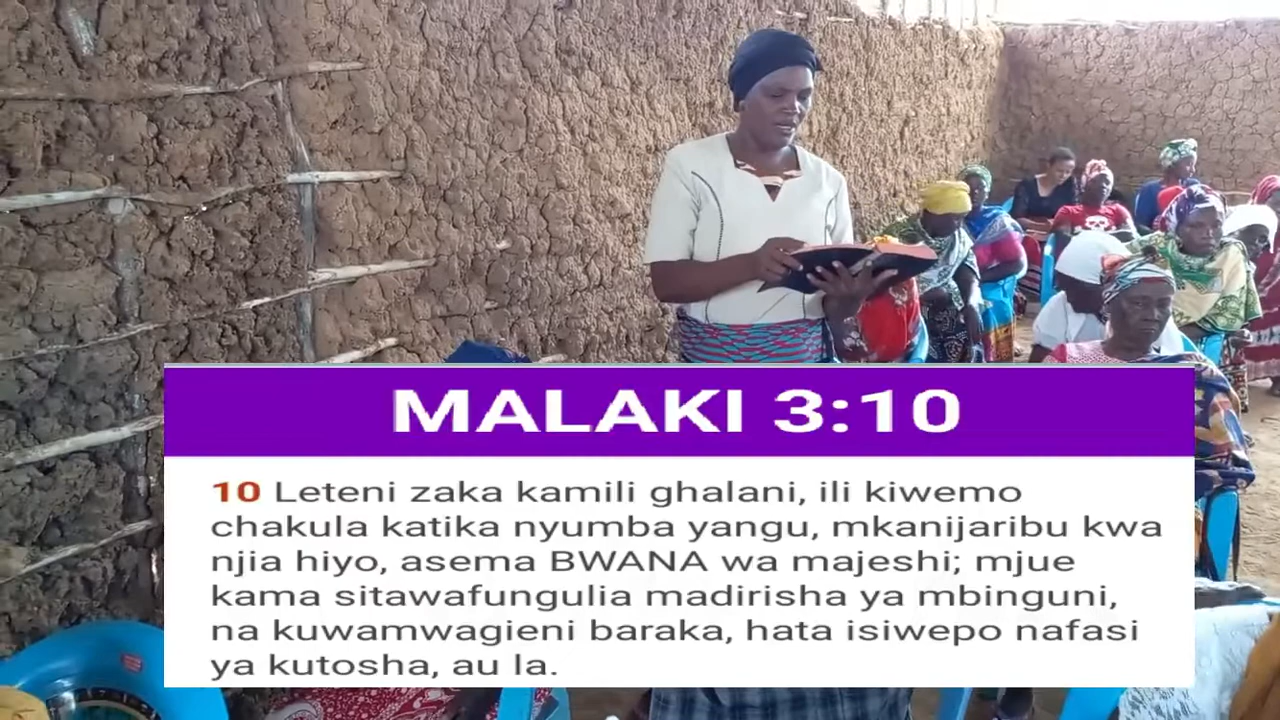 MALAKI 3:10
10 Leteni zaka kamili ghalani, ili kiwemo
chakula katika nyumba yangu, mkanijaribu kwa
njia hiyo, asema BWANA wa majeshi; mjue
kama sitawafungulia madirisha ya mbinguni,
na kuwamwagieni baraka, hata isiwepo nafasi
ya kutosha, au la.